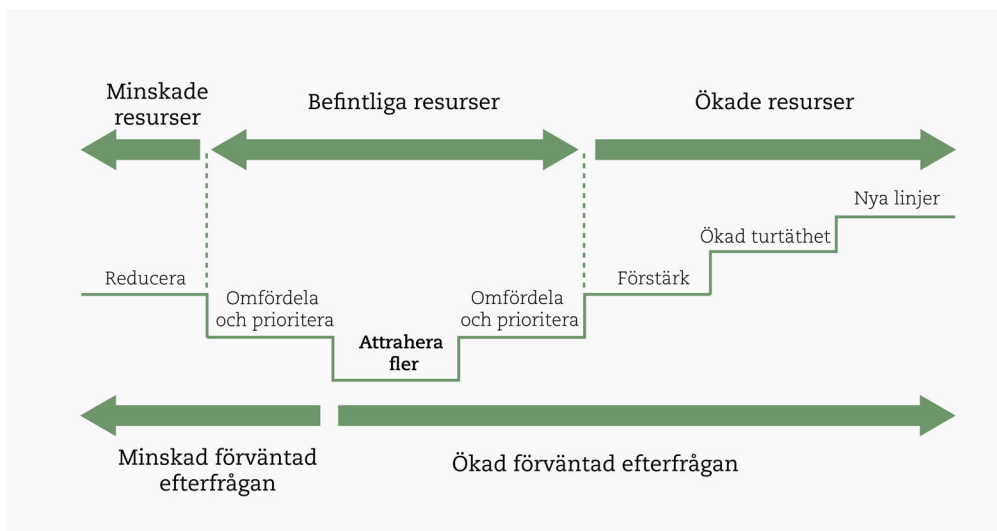 Minskade
resurser
Befintliga resurser
Ökade resurser
Nya linjer
Ökad turtäthet
Reducera
Förstärk
Omfördela
och prioritera
Omfördela
och prioritera
Attrahera
fler
Minskad förväntad
efterfrågan
Ökad förväntad efterfrågan